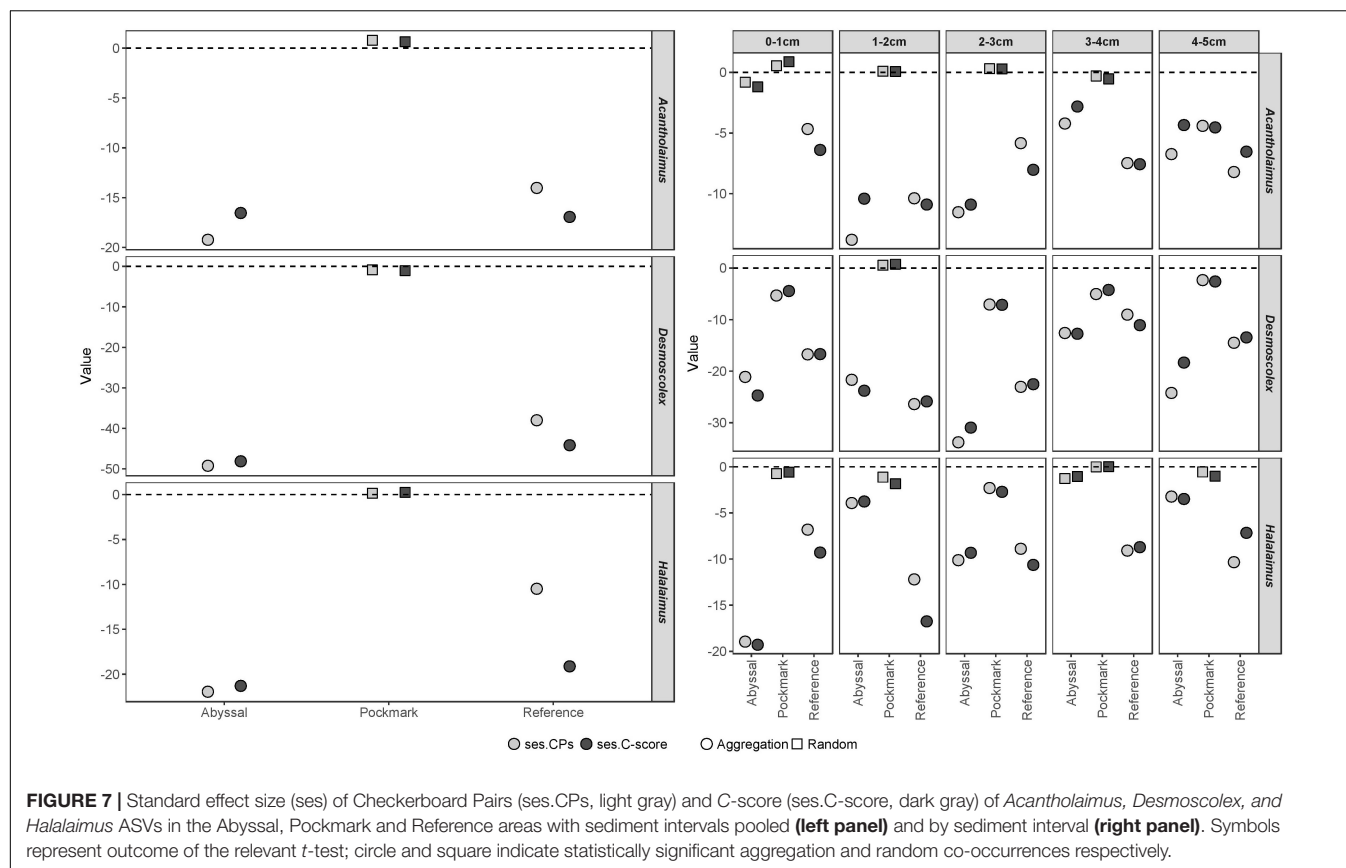 0-1cm 1-2cm 2-3cm 3-4cm 4-5cm
0
-5
-10
-15
-20
Acantholaimus
0
-5
-10
Acantholaimus
Value
0
-10
-20
-30
-40
-50
Desmoscolex
Value
0
-10
-20
-30
Desmoscolex
0
-5
-10
-15
-20
Halalaimus
0
-5
-10
-15
-20
Halalaimus
Abyssal Pockmark Reference
Abyssal Pockmark Reference Abyssal Pockmark Reference Abyssal Pockmark Reference Abyssal Pockmark Reference Abyssal Pockmark Reference
ses.CPs ses.C-score Aggregation Random
FIGURE 7 | Standard effect size (ses) of Checkerboard Pairs (ses.CPs, light gray) and C-score (ses.C-score, dark gray) of Acantholaimus, Desmoscolex, and
Halalaimus ASVs in the Abyssal, Pockmark and Reference areas with sediment intervals pooled (left panel) and by sediment interval (right panel). Symbols
represent outcome of the relevant t-test; circle and square indicate statistically significant aggregation and random co-occurrences respectively.